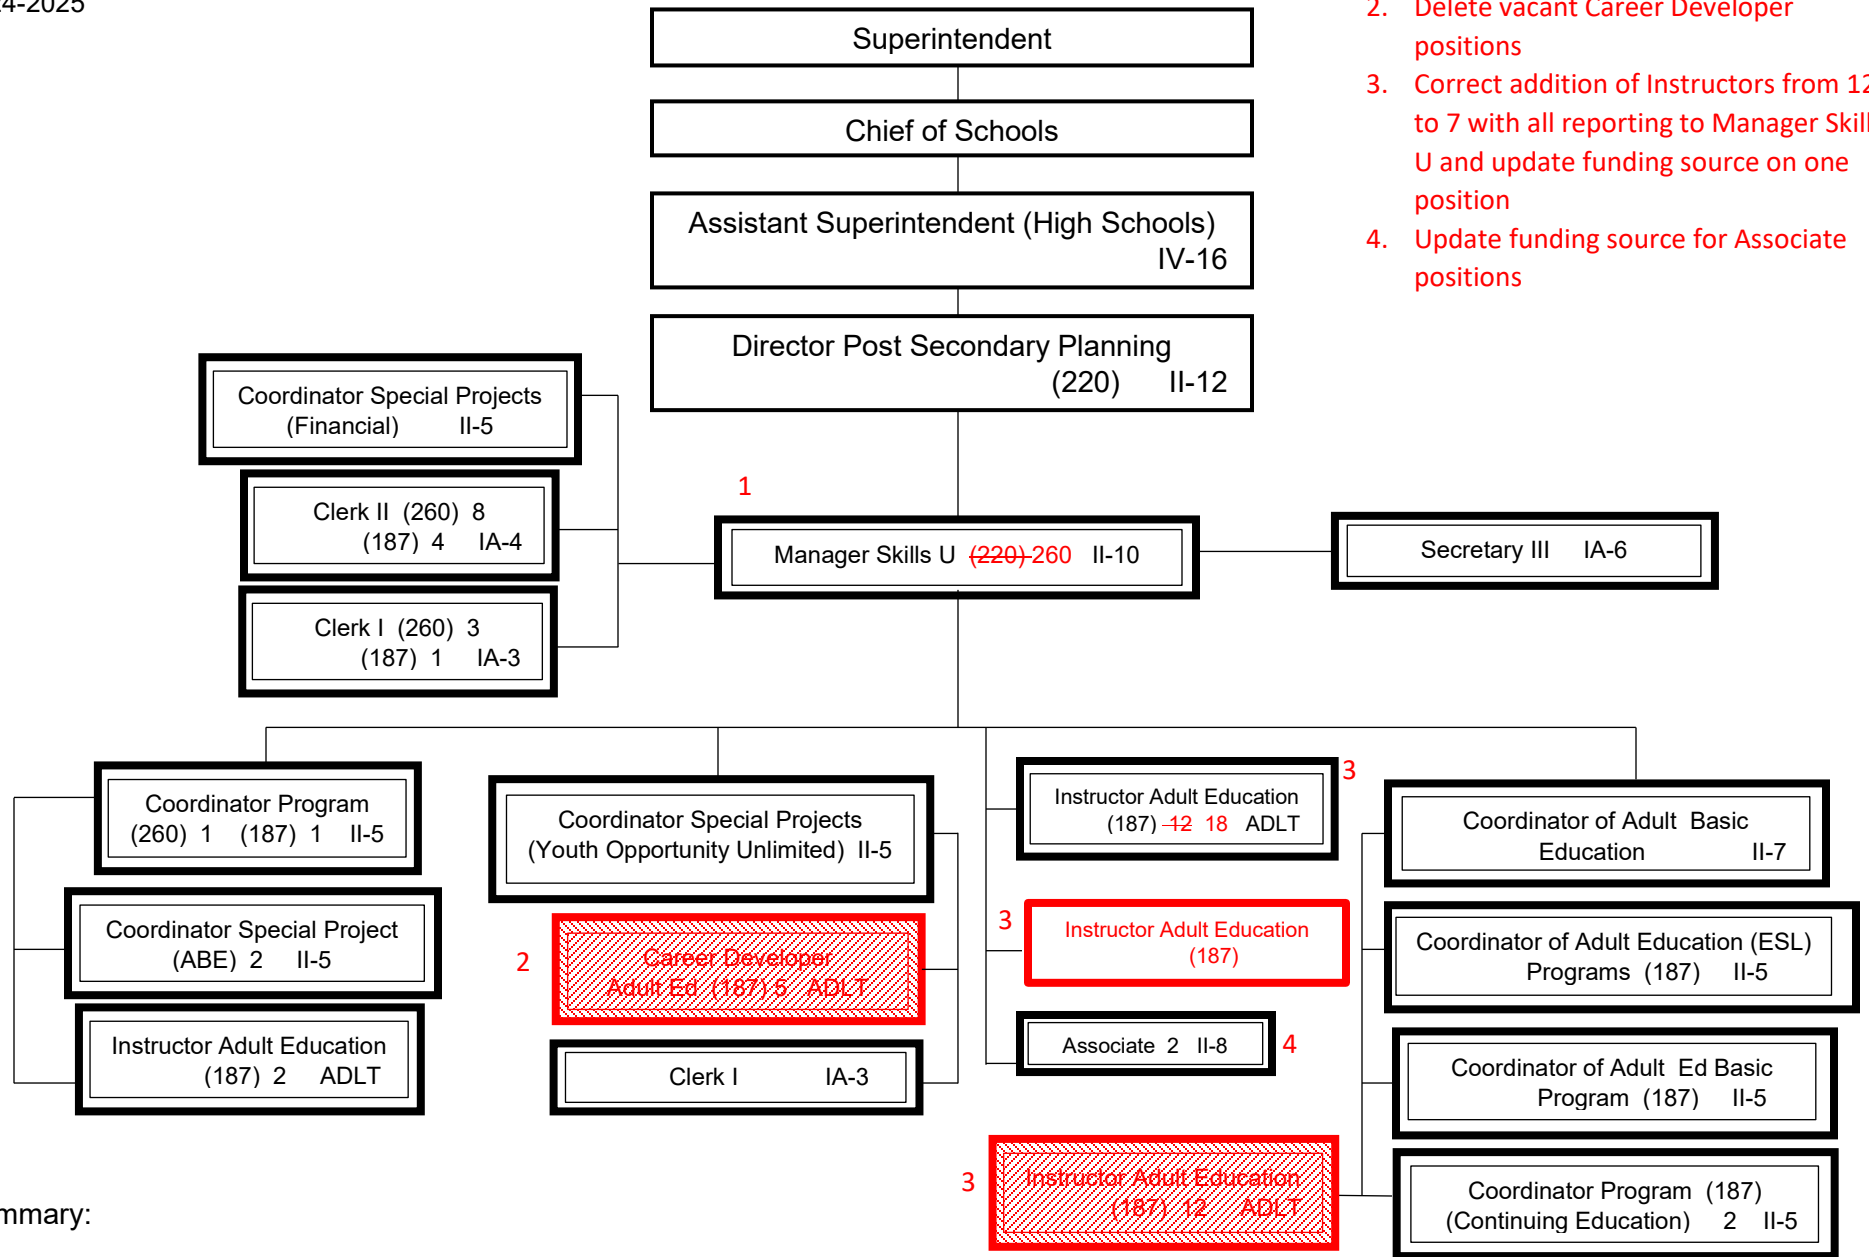 4-2025
Superintendent
Chief of Schools
Assistant Superintendent (High Schools)
IV-16
Director Post Secondary Planning
(220) II-12
2. Delete vacant Career Developer
positions
3. Correct addition of Instructors from 12
to 7 with all reporting to Manager Skill
U and update funding source on one
position
4. Update funding source for Associate
positions
Coordinator Special Projects
(Financial) II-5
Clerk II (260) 8
(187) 4 IA-4
Clerk I (260) 3
(187) 1 IA-3
1
Manager Skills U (220) 260 II-10
Secretary III IA-6
Coordinator Program
(260) 1 (187) 1 II-5
Coordinator Special Project
(ABE) 2 II-5
Instructor Adult Education
(187) 2 ADLT
Coordinator Special Projects
(Youth Opportunity Unlimited) II-5
2
Career Developer
Adult Ed (187) 5 ADLT
Clerk I IA-3
3
Instructor Adult Education
(187) 12 18 ADLT
3
Instructor Adult Education
(187)
Associate 2 II-8
4
3
Instructor Adult Education
(187) 12 ADLT
Coordinator of Adult Basic
Education II-7
Coordinator of Adult Education (ESL)
Programs (187) II-5
Coordinator of Adult Ed Basic
Program (187) II-5
Coordinator Program (187)
(Continuing Education) 2 II-5
mmary: